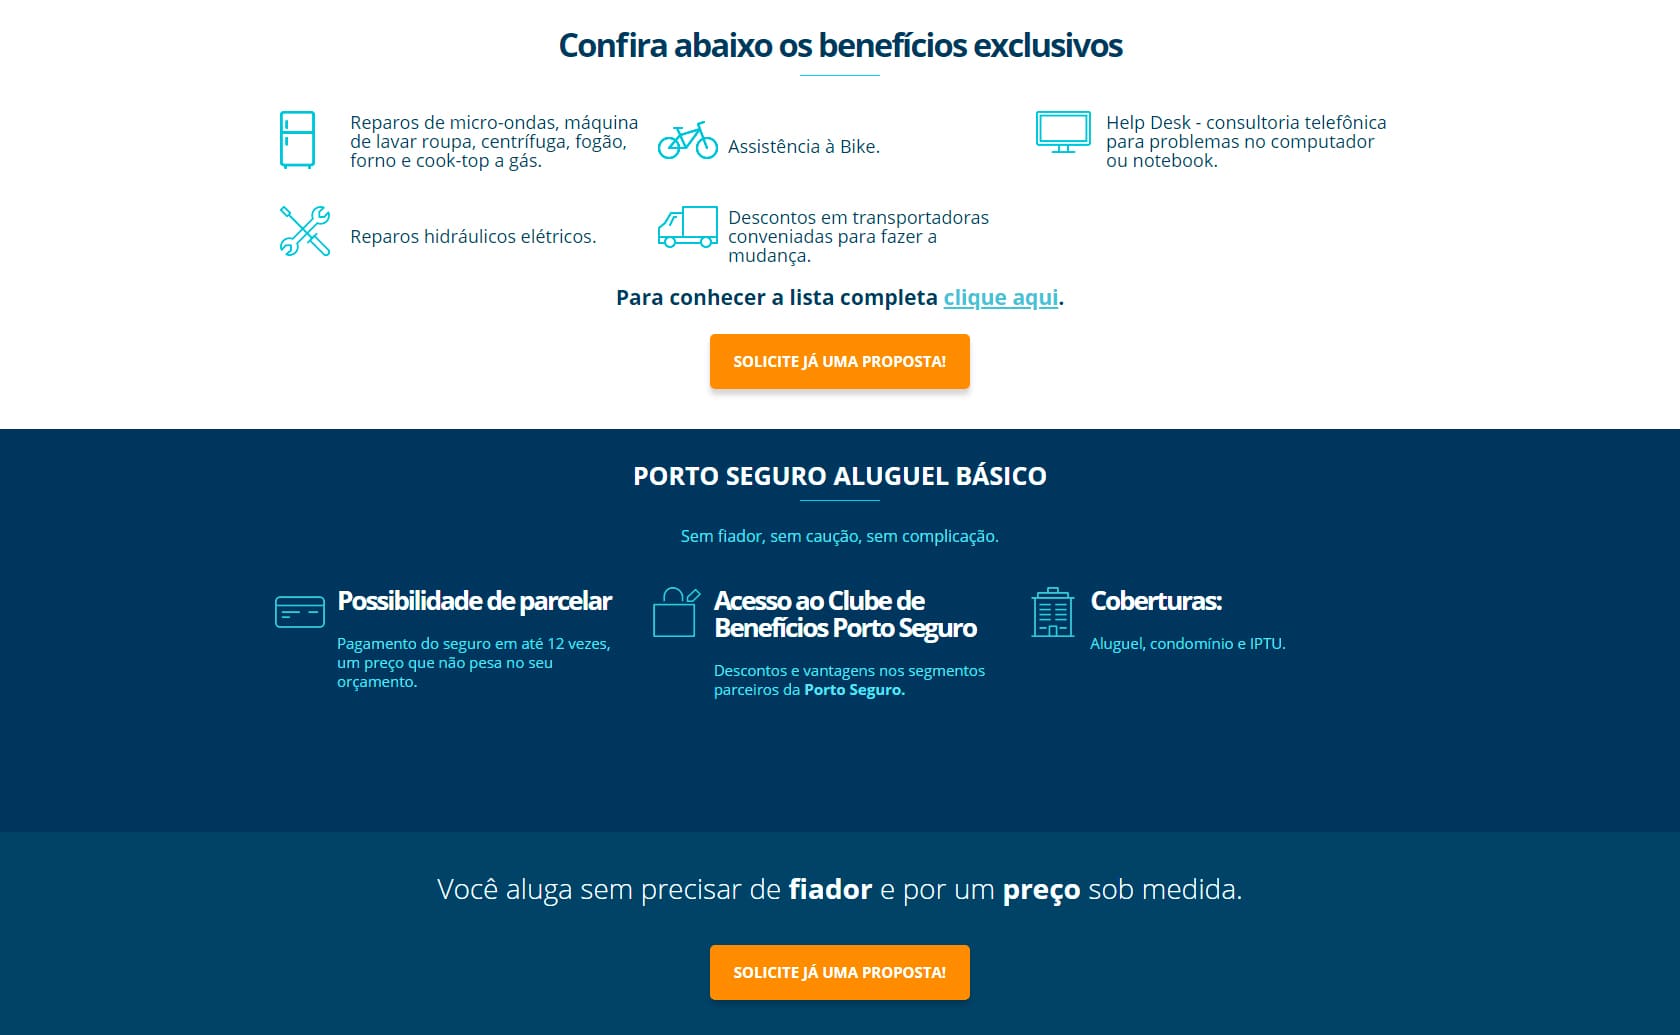 Confira abaixo os benefícios exclusivos
Reparos de micro-ondas, máquina
de lavar roupa, centrífuga, fogão,
forno e cook-top a gás.
Assistência à Bike.
Help Desk - consultoria telefônica
para problemas no computador
ou notebook.
Reparos hidráulicos elétricos.
Descontos em transportadoras
conveniadas para fazer a
mudança.
Para conhecer a lista completa clique aqui.
SOLICITE JÁ UMA PROPOSTA!
PORTO SEGURO ALUGUEL BÁSICO
Sem fiador, sem caução, sem complicação.
Possibilidade de parcelar
Pagamento do seguro em até 12 vezes,
um preço que não pesa no seu
orçamento.
Acesso ao Clube de
Benefícios Porto Seguro
Descontos e vantagens nos segmentos
parceiros da Porto Seguro.
Coberturas:
Aluguel, condomínio e IPTU.
Você aluga sem precisar de fiador e por um preço sob medida.
SOLICITE JÁ UMA PROPOSTA!